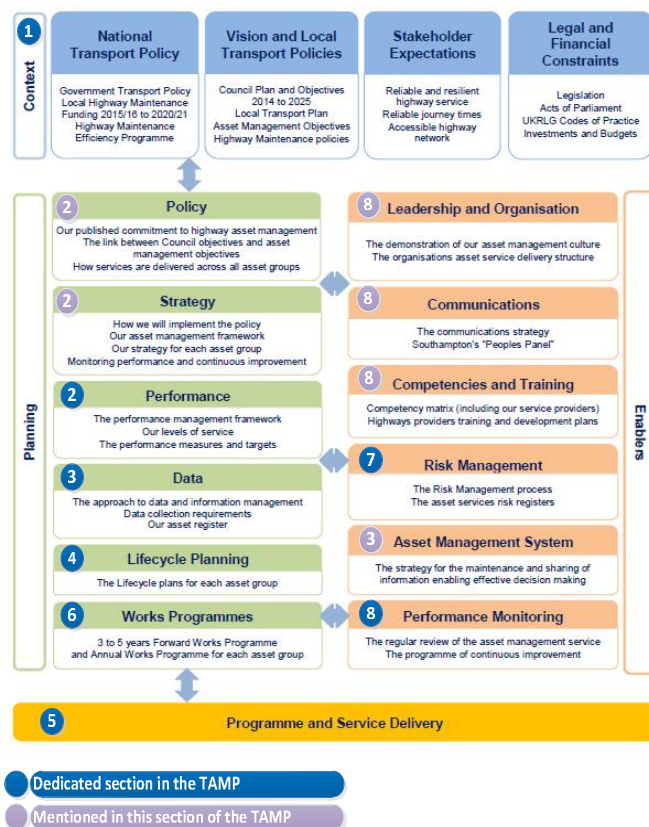 1
Context
National
Transport Policy
Government Transport Policy
Local Highway Maintenance
Funding 2015/16 to 2020/21
Highway Maintenance
Efficiency Programme
Vision and Local
Transport Policies
Council Plan and Objectives
2014 to 2025
Local Transport Plan
Asset Management Objectives
Highway Maintenance policies
Stakeholder
Expectations
Reliable and resilient
highway service
Reliable journey times
Accessible highway
network
Legal and
Financial
Constraints
Legislation
Acts of Parliament
UKRLG Codes of Practice
Investments and Budgets
Planning
2
Policy
Our published commitment to highway asset management
The link between Council objectives and asset
management objectives
How services are delivered across all asset groups
2
Strategy
How we will implement the policy
Our asset management framework
Our strategy for each asset group
Monitoring performance and continuous improvement
2
Performance
The performance management framework
Our levels of service
The performance measures and targets
3
Data
The approach to data and information management
Data collection requirements
Our asset register
4
Lifecycle Planning
The Lifecycle plans for each asset group
6
Works Programmes
3 to 5 years Forward Works Programme
and Annual Works Programme for each asset group
8
Leadership and Organisation
The demonstration of our asset management culture
The organisations asset service delivery structure
8
Communications
The communications strategy
Southampton's "Peoples Panel"
8
Competencies and Training
Competency matrix (including our service providers)
Highways providers training and development plans
7
Risk Management
The Risk Management process
The asset services risk registers
3
Asset Management System
The strategy for the maintenance and sharing of
information enabling effective decision making
8
Performance Monitoring
The regular review of the asset management service
The programme of continuous improvement
Enablers
5
Programme and Service Delivery
Dedicated section in the TAMP
Mentioned in this section of the TAMP